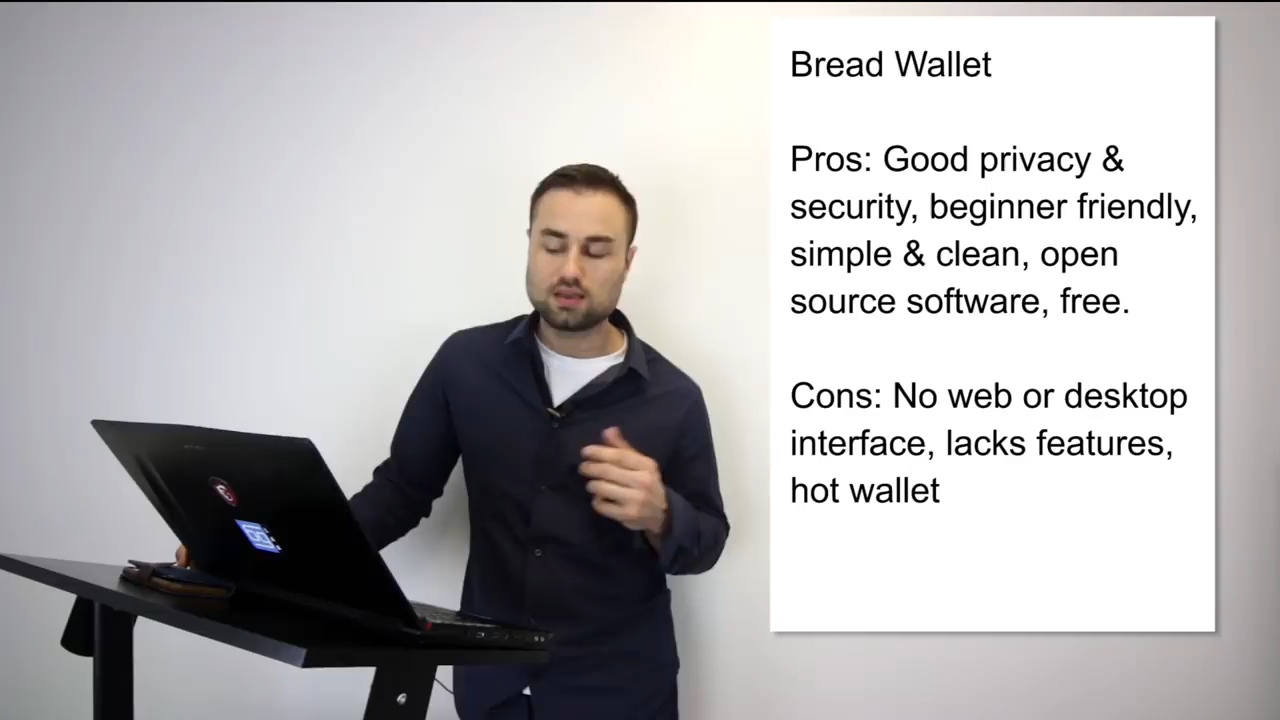 Bread Wallet
Pros: Good privacy &
security, beginner friendly,
simple & clean, open
source software, free.
Cons: No web or desktop
interface, lacks features,
hot wallet